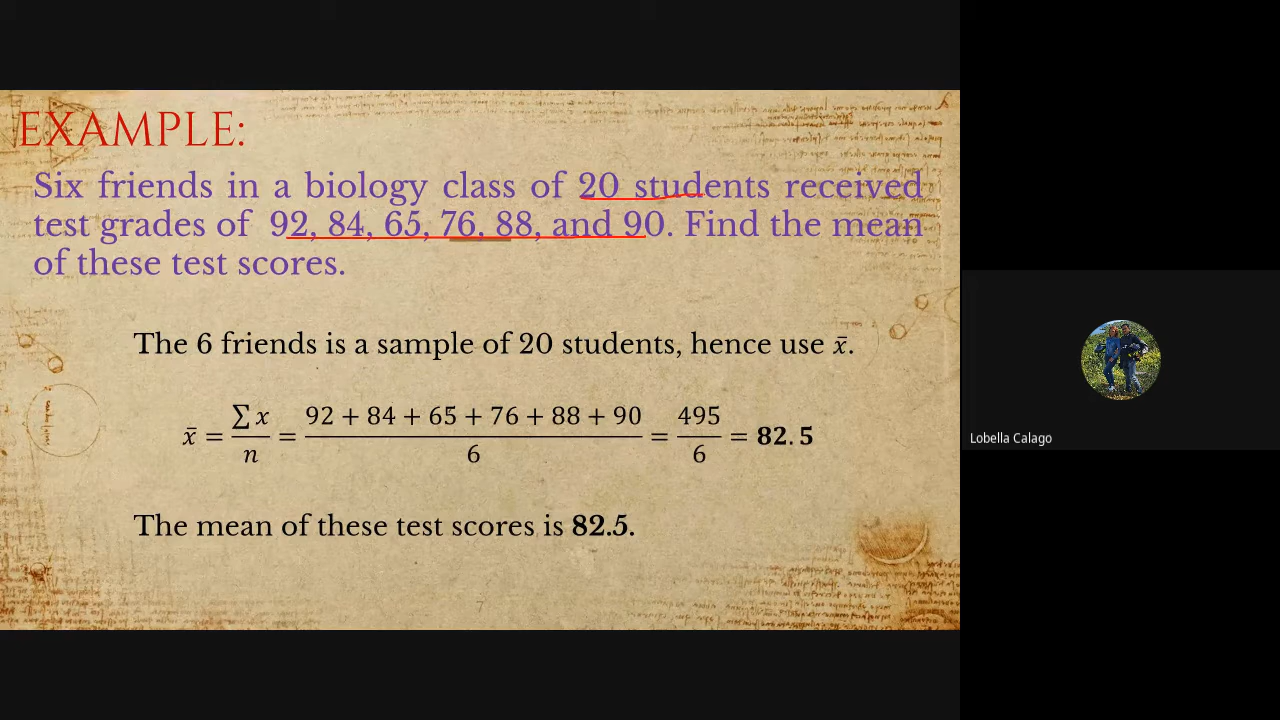 EXAMPLE:
Six friends in a biology class of 20 students received
test grades of 92, 84, 65, 76, 88, and 90. Find the mean
of these test scores.
The 6 friends is a sample of 20 students, hence use x̄.
x̄ = ∑ x / n = 92 + 84 + 65 + 76 + 88 + 90 / 6 = 495 / 6 = 82.5
The mean of these test scores is 82.5.
7
Lobella Calago